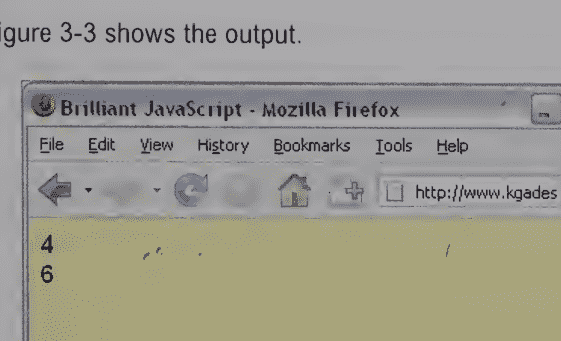 igure 3-3 shows the output.
Brilliant JavaScript - Mozilla Firefox
File Edit View History Bookmarks Tools Help
http://www.kgades
4
6